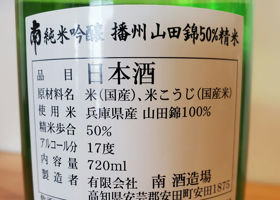 南 純米吟醸 播州山田錦50%精米
品目 日本酒
原材料名 米(国産)、米こうじ(国産米)
使用米 兵庫県産 山田錦100%
精米歩合 50%
アルコール分 17度
内容量 720ml
製造者 有限会社 南 酒造場
高知県安芸郡安田町安田1875